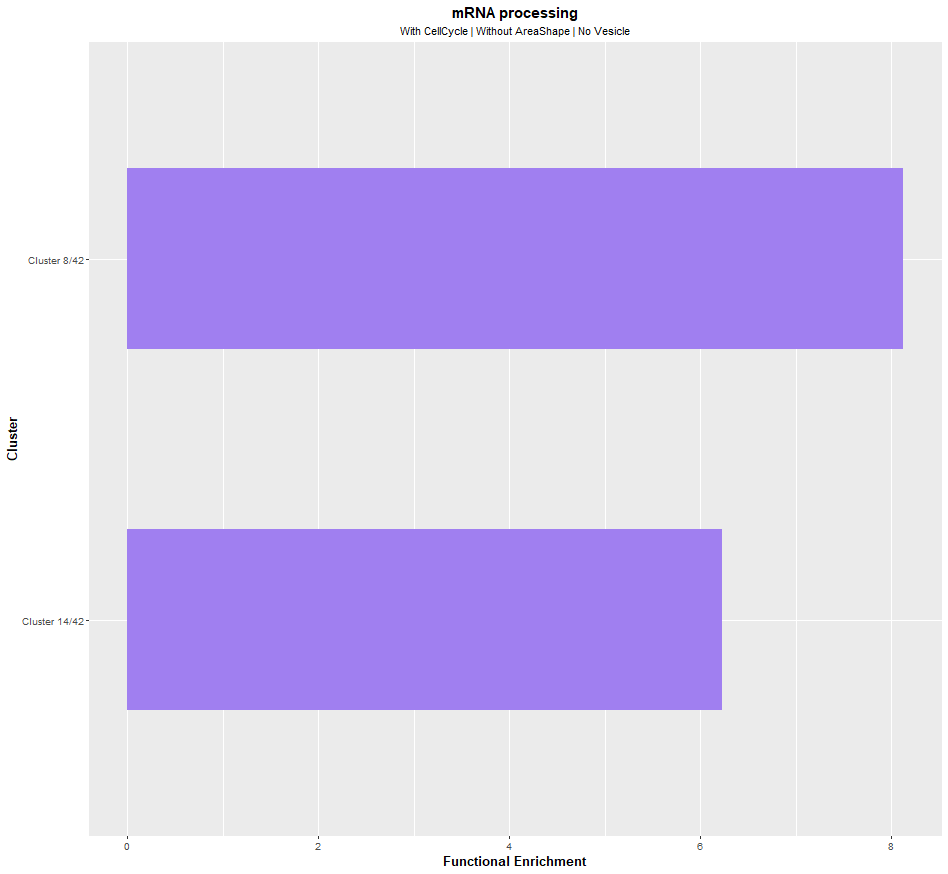 mRNA processing
With CellCycle | Without AreaShape | No Vesicle
Cluster
Cluster 8/42
Cluster 14/42
0 2 4 6 8
Functional Enrichment